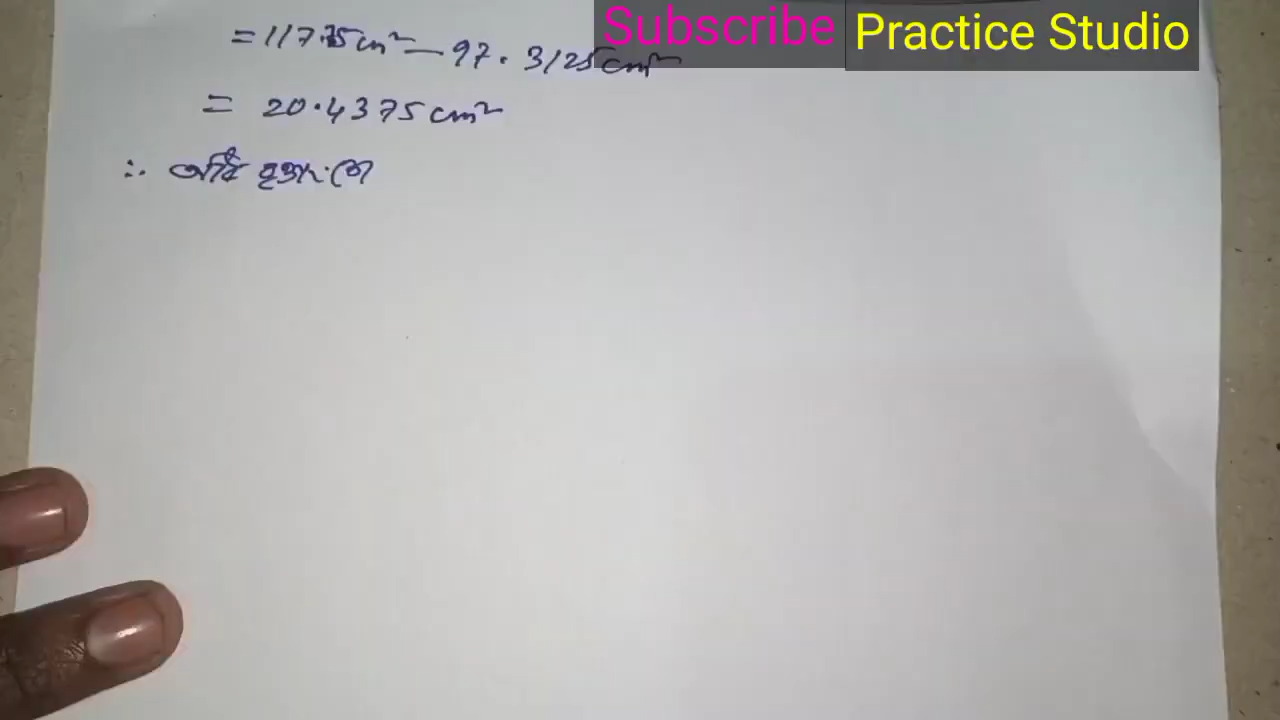 Subscribe Practice Studio
= 117.75 cm² — 97.3125 cm²
= 20.4375 cm²
∴